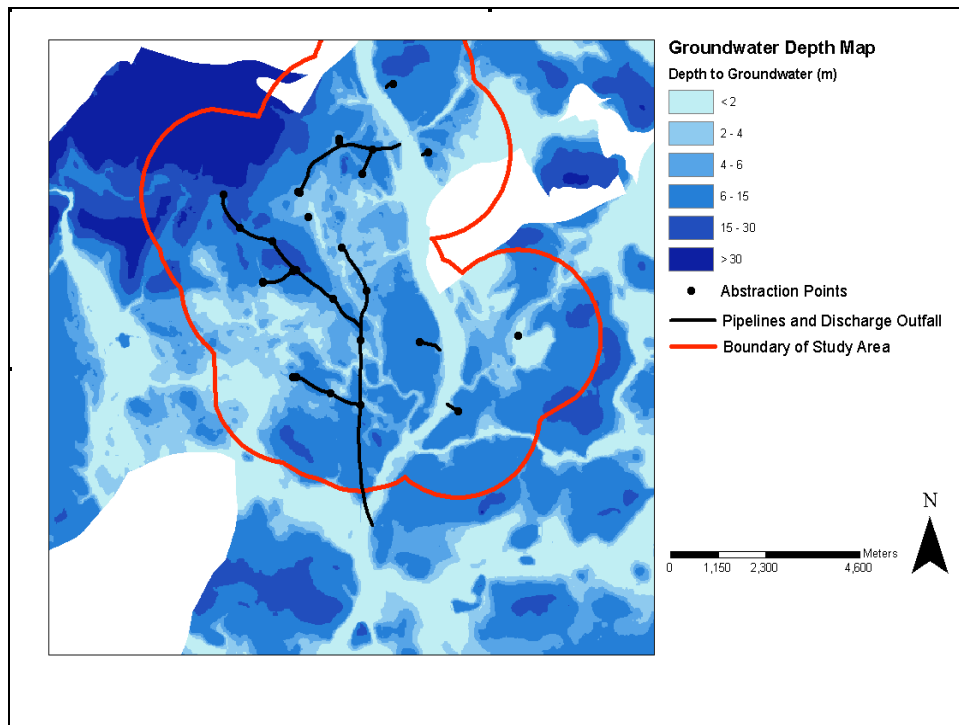 Groundwater Depth Map
Depth to Groundwater (m)
< 2
2 - 4
4 - 6
6 - 15
15 - 30
> 30
Abstraction Points
Pipelines and Discharge Outfall
Boundary of Study Area
N
Meters
0 1,150 2,300 4,600